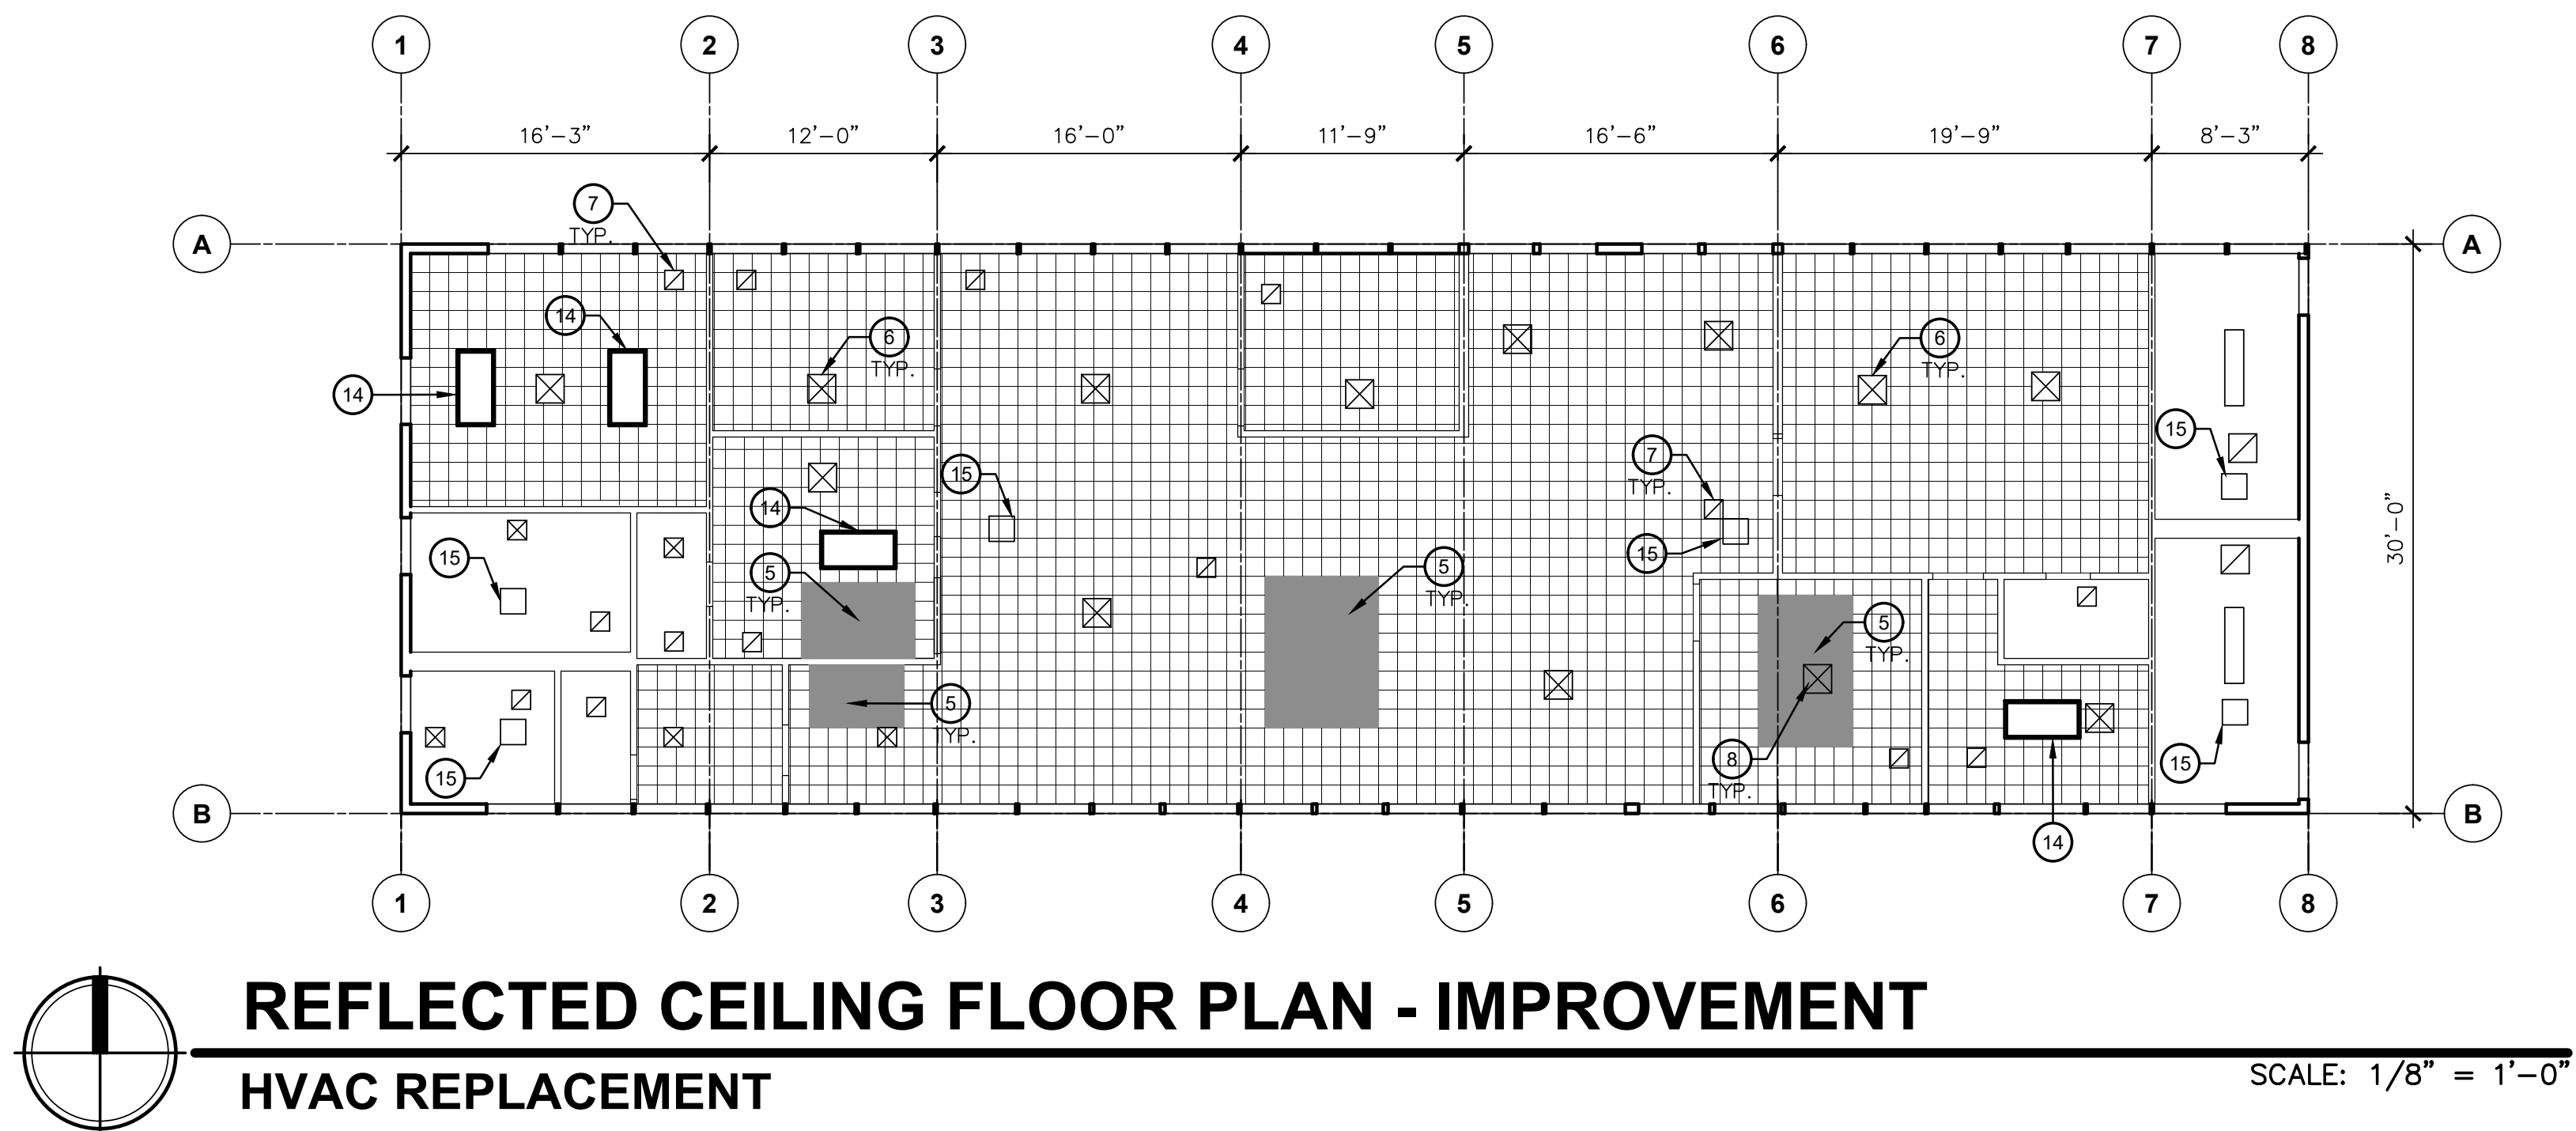 1 2 3 4 5 6 7 8
16'-3" 12'-0" 16'-0" 11'-9" 16'-6" 19'-9" 8'-3"
7
TYP.
A A
14
6
TYP.
6
TYP.
14
15
7
TYP.
15
14
15
15
30'-0"
5
TYP.
5
TYP.
5
TYP.
5
TYP.
15
8
TYP.
15
B B
14
1 2 3 4 5 6 7 8
REFLECTED CEILING FLOOR PLAN - IMPROVEMENT
HVAC REPLACEMENT
SCALE: 1/8" = 1'-0"